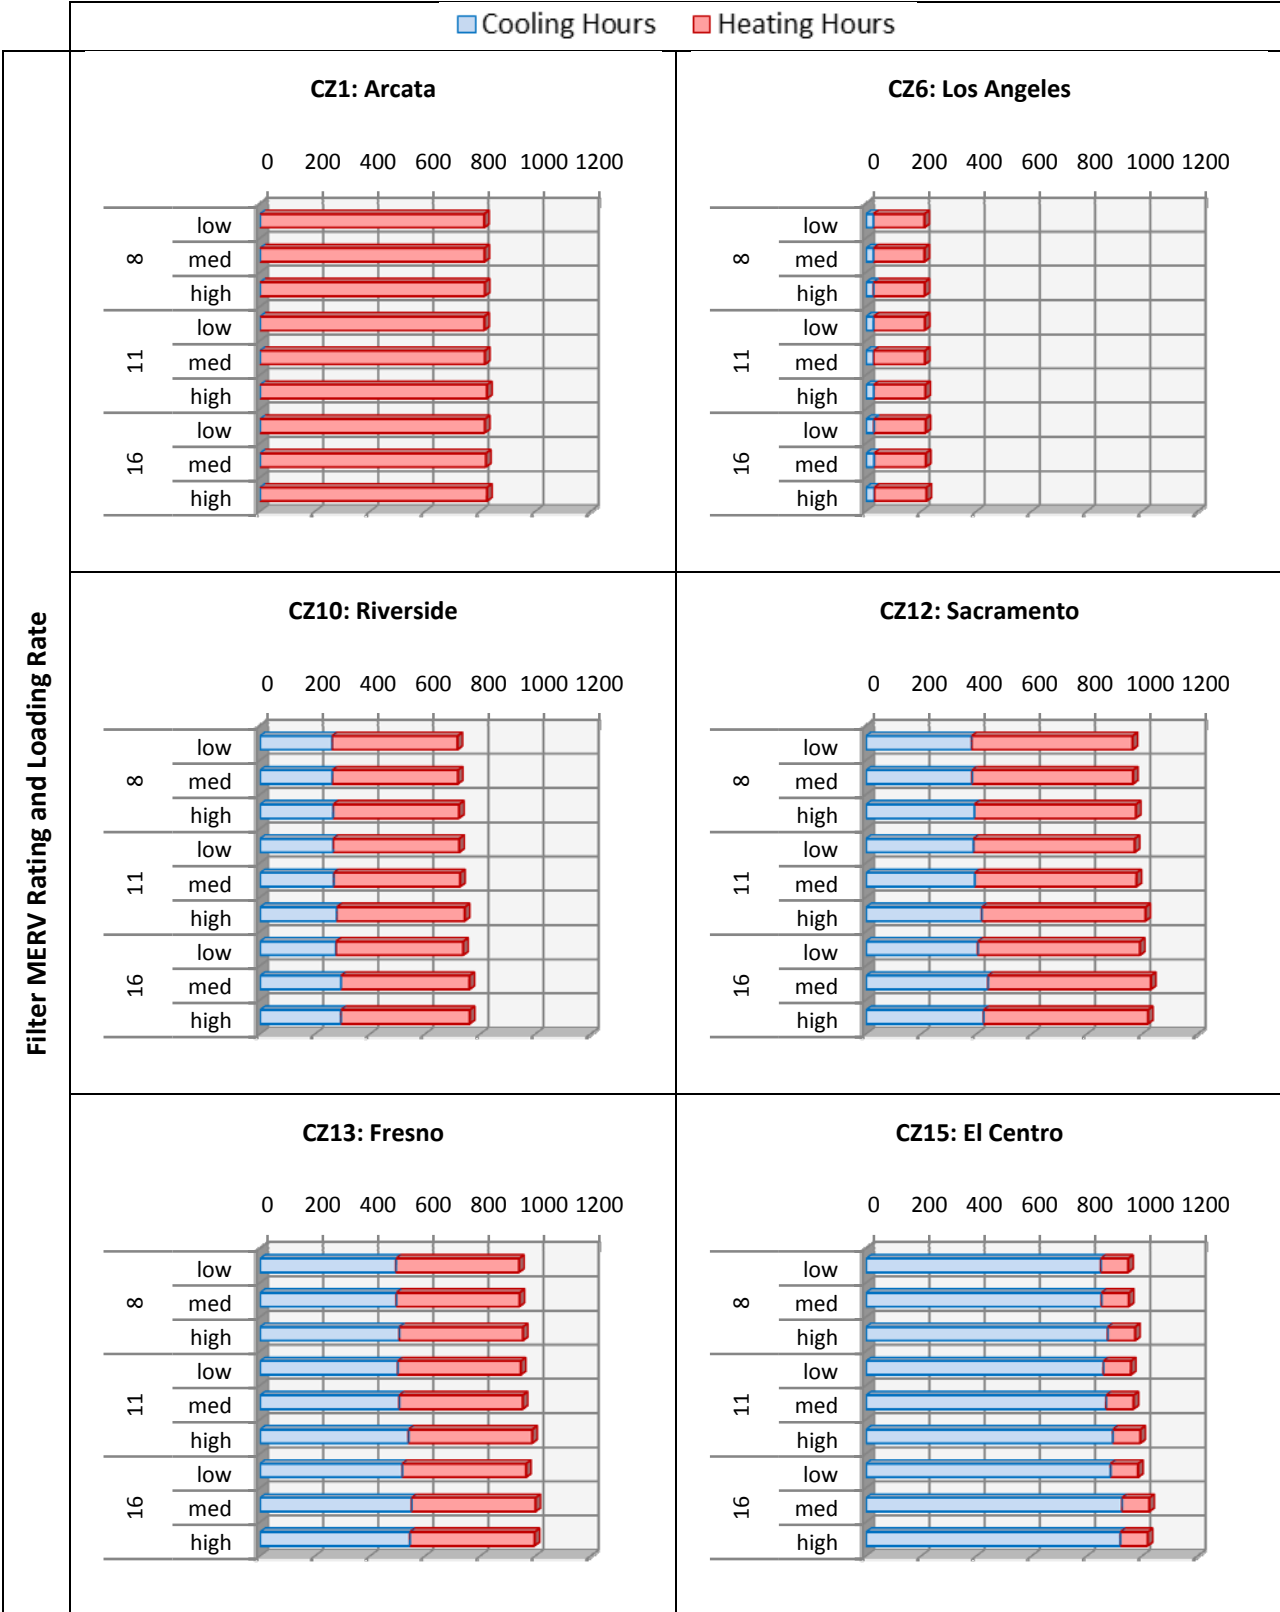 Cooling Hours Heating Hours
Filter MERV Rating and Loading Rate
CZ1: Arcata
0 200 400 600 800 1000 1200
8
low
med
high
11
low
med
high
16
low
med
high
CZ6: Los Angeles
0 200 400 600 800 1000 1200
8
low
med
high
11
low
med
high
16
low
med
high
CZ10: Riverside
0 200 400 600 800 1000 1200
8
low
med
high
11
low
med
high
16
low
med
high
CZ12: Sacramento
0 200 400 600 800 1000 1200
8
low
med
high
11
low
med
high
16
low
med
high
CZ13: Fresno
0 200 400 600 800 1000 1200
8
low
med
high
11
low
med
high
16
low
med
high
CZ15: El Centro
0 200 400 600 800 1000 1200
8
low
med
high
11
low
med
high
16
low
med
high